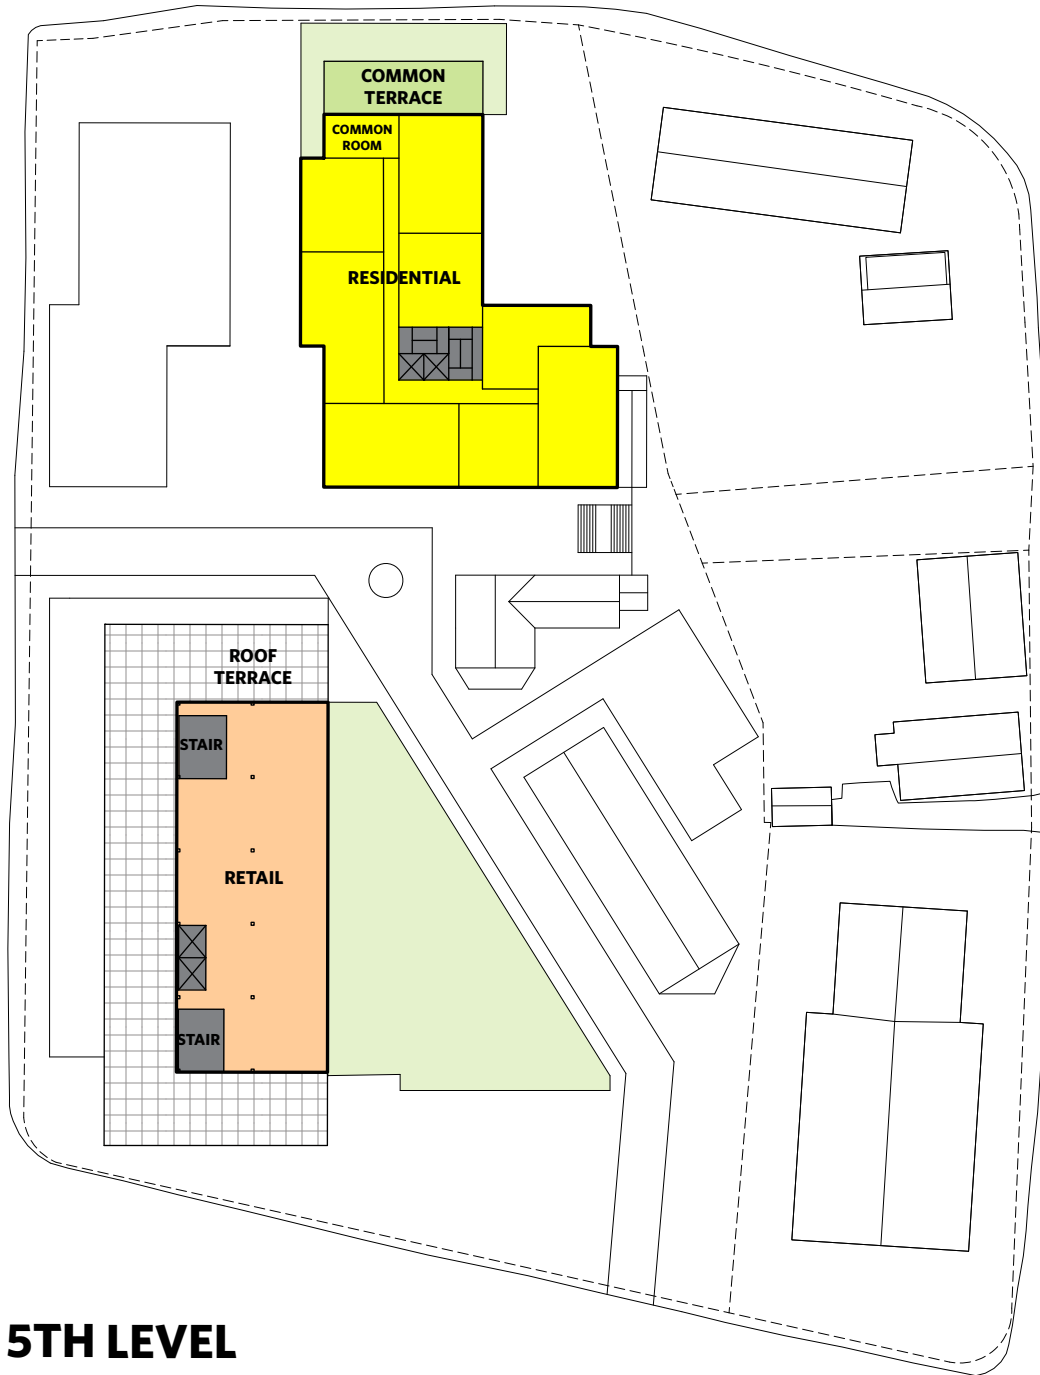 COMMON
TERRACE
COMMON
ROOM
RESIDENTIAL
ROOF
TERRACE
STAIR
RETAIL
STAIR
5TH LEVEL